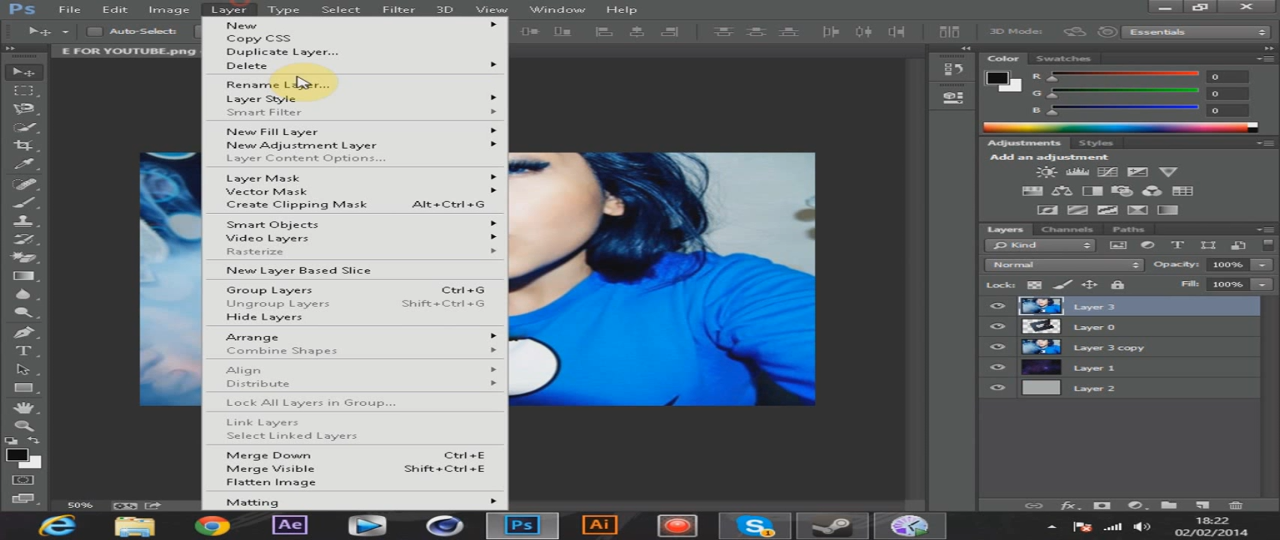 Ps File Edit Image Layer Type Select Filter 3D View Window Help
Auto-Select: 3D Mode: Essentials
E FOR YOUTUBE.png
New
Copy CSS
Duplicate Layer...
Delete
Rename Layer...
Layer Style
Smart Filter
New Fill Layer
New Adjustment Layer
Layer Content Options...
Layer Mask
Vector Mask
Create Clipping Mask Alt+Ctrl+G
Smart Objects
Video Layers
Rasterize
New Layer Based Slice
Group Layers Ctrl+G
Ungroup Layers Shift+Ctrl+G
Hide Layers
Arrange
Combine Shapes
Align
Distribute
Lock All Layers in Group...
Link Layers
Select Linked Layers
Merge Down Ctrl+E
Merge Visible Shift+Ctrl+E
Flatten Image
Matting
Color Swatches
R 0
G 0
B 0
Adjustments Styles
Add an adjustment
Layers Channels Paths
Kind
Normal Opacity: 100%
Lock: Fill: 100%
Layer 3
Layer 0
Layer 3 copy
Layer 1
Layer 2
50%
fx
Ae Ps Ai 1
18:22
02/02/2014